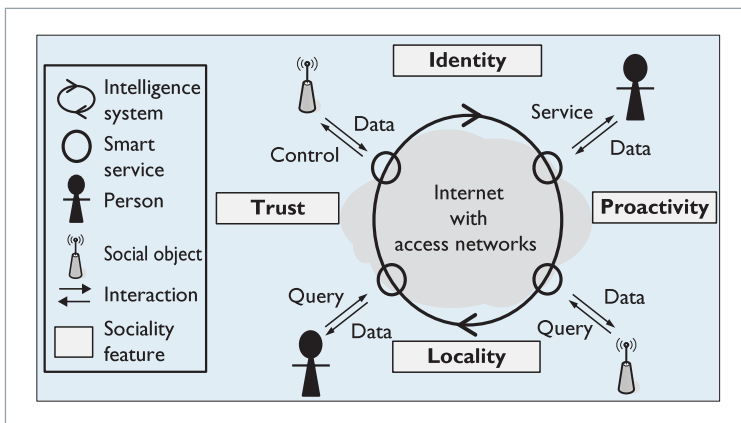 Intelligence
system
Smart
service
Person
Social object
Interaction
Sociality
feature
Identity
Data
Control
Service
Data
Trust
Internet
with
access networks
Proactivity
Query
Data
Data
Query
Locality